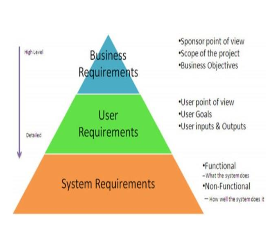 High Level
Business
Requirements
•Sponsor point of view
•Scope of the project
•Business Objectives
User
Requirements
•User point of view
•User Goals
•User inputs & Outputs
Detailed
System Requirements
•Functional
–What the system does
•Non-Functional
– How well the system does it